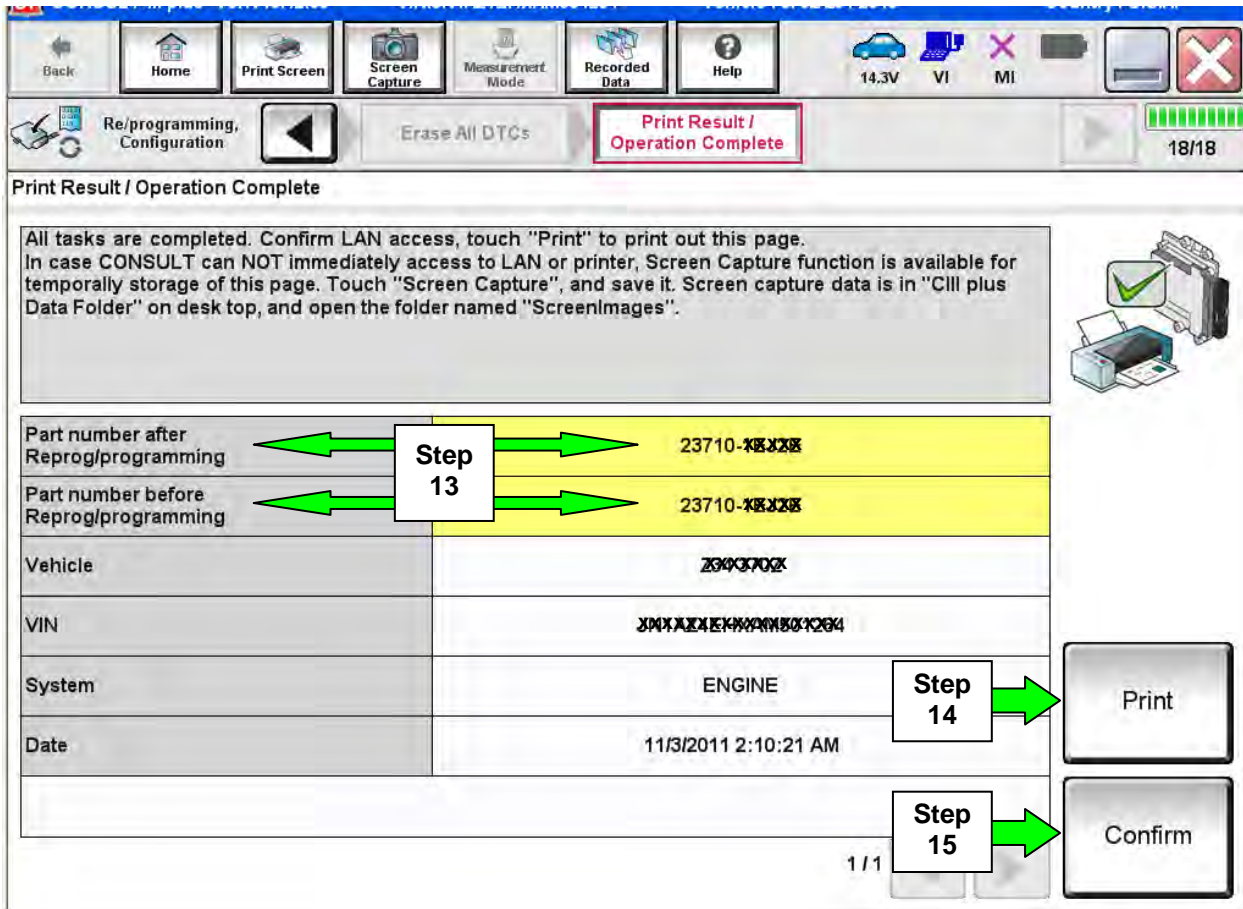 Back
Home
Print Screen
Screen
Capture
Measurement
Mode
Recorded
Data
Help
14.3V
VI
MI
Re/programming,
Configuration
Erase All DTCs
Print Result /
Operation Complete
18/18
Print Result / Operation Complete
All tasks are completed. Confirm LAN access, touch "Print" to print out this page.
In case CONSULT can NOT immediately access to LAN or printer, Screen Capture function is available for
temporally storage of this page. Touch "Screen Capture", and save it. Screen capture data is in "CIII plus
Data Folder" on desk top, and open the folder named "ScreenImages".
Part number after
Reprog/programming
Step
13
23710-
Part number before
Reprog/programming
23710-
Vehicle
VIN
System
ENGINE
Step
14
Print
Date
11/3/2011 2:10:21 AM
Step
15
Confirm
1/1